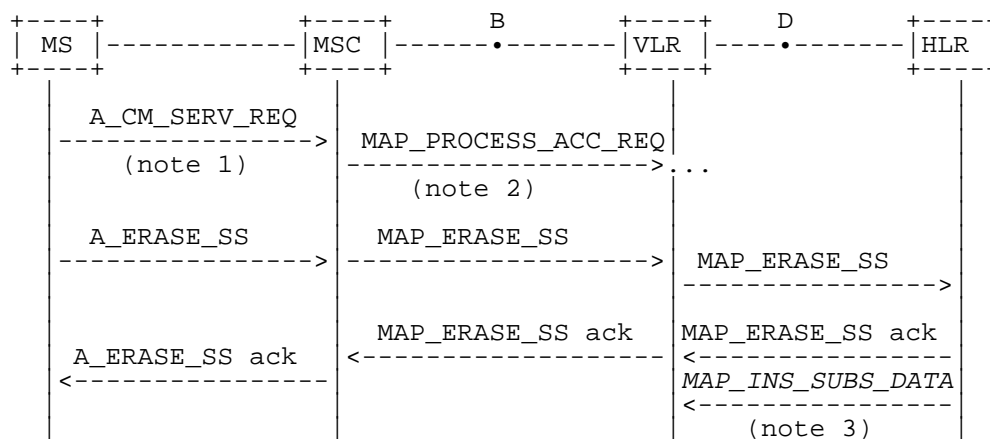 B D
MS MSC VLR HLR
A_CM_SERV_REQ
MAP_PROCESS_ACC_REQ
(note 1)
...
(note 2)
A_ERASE_SS MAP_ERASE_SS
MAP_ERASE_SS
MAP_ERASE_SS ack MAP_ERASE_SS ack
A_ERASE_SS ack
MAP_INS_SUBS_DATA
(note 3)